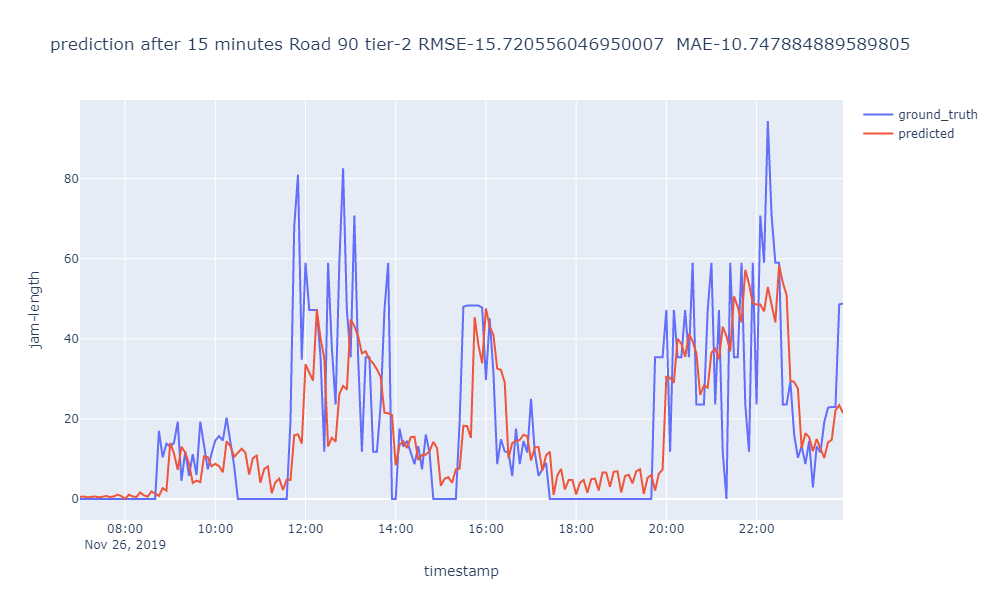 prediction after 15 minutes Road 90 tier-2 RMSE-15.720556046950007  MAE-10.747884889589805
ground_truth
predicted
80
60
40
20
0
jam-length
08:00 10:00 12:00 14:00 16:00 18:00 20:00 22:00
Nov 26, 2019
timestamp